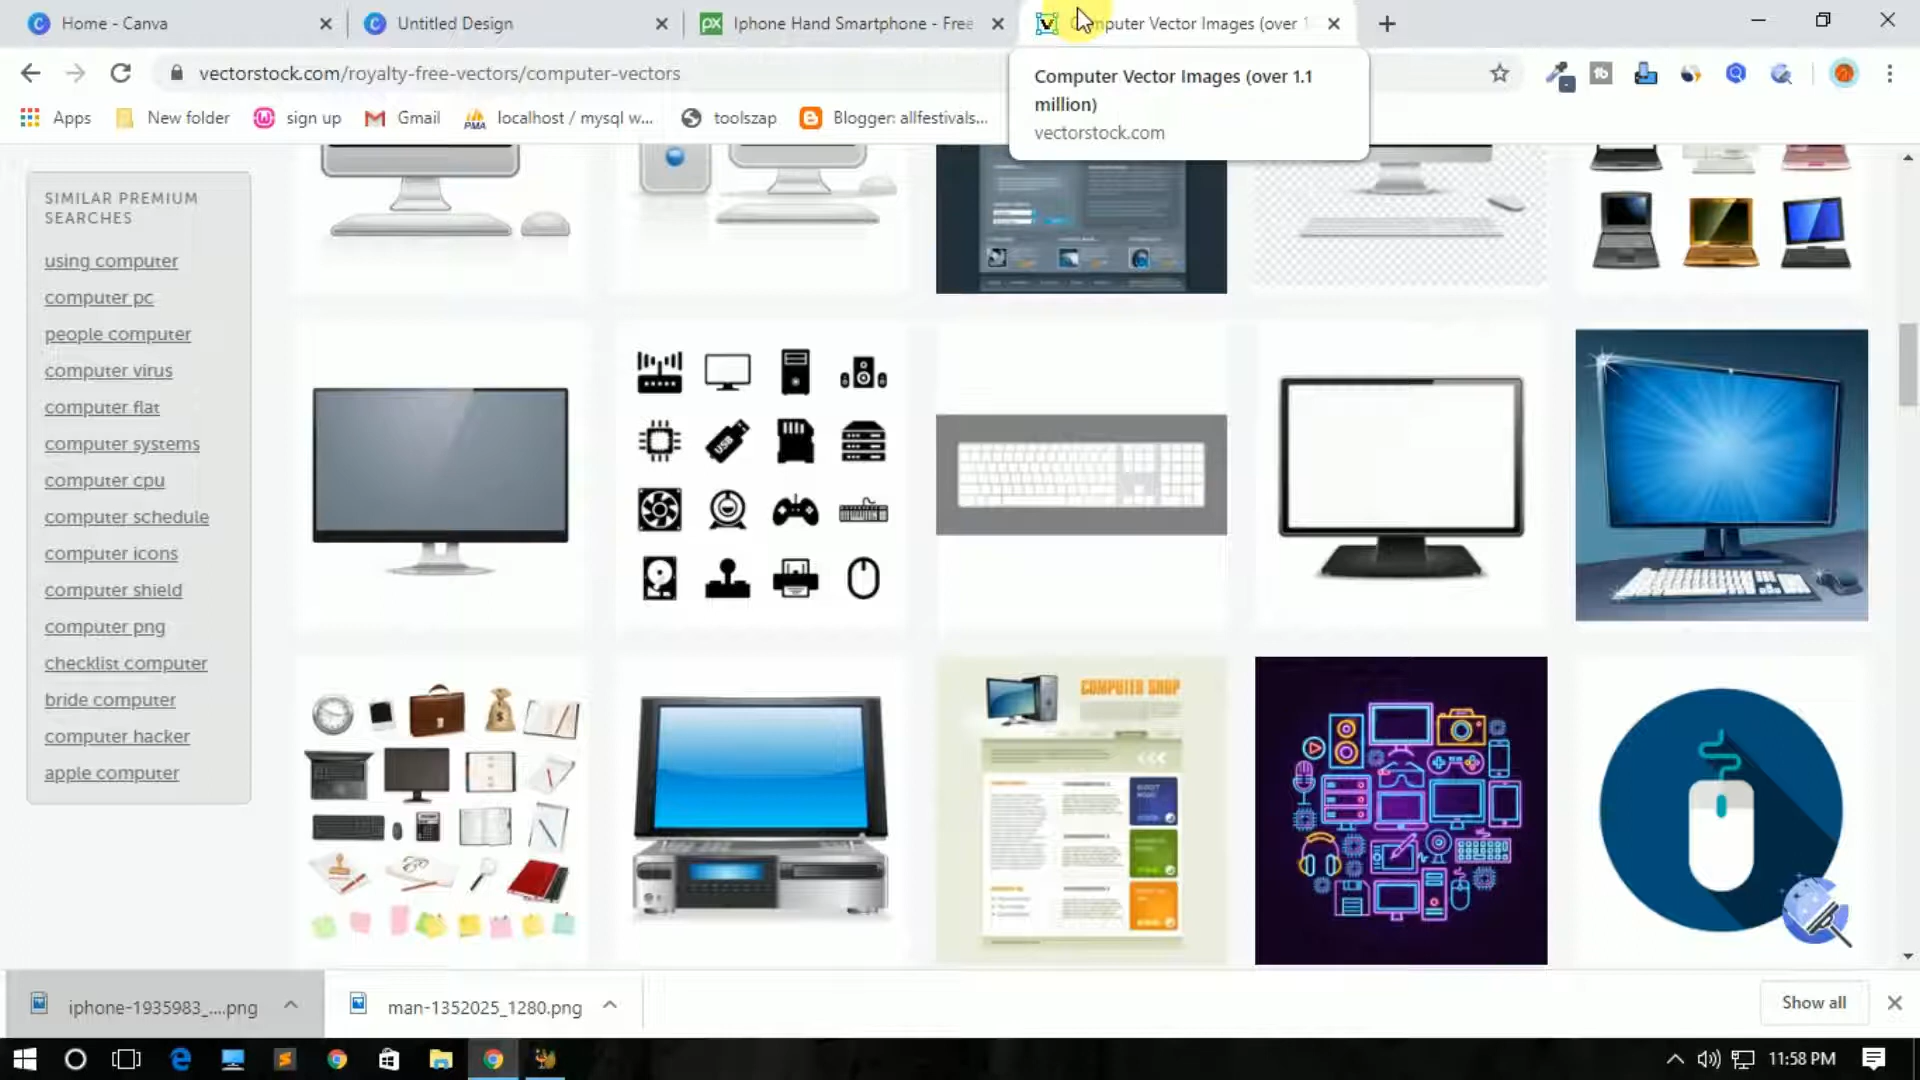 Home - Canva
Untitled Design
Iphone Hand Smartphone - Free
Computer Vector Images (over 1
vectorstock.com/royalty-free-vectors/computer-vectors
Computer Vector Images (over 1.1
million)
vectorstock.com
Apps
New folder
sign up
Gmail
PMA
localhost / mysql w...
toolszap
Blogger: allfestivals...
SIMILAR PREMIUM
SEARCHES
using computer
computer pc
people computer
computer virus
computer flat
computer systems
computer cpu
computer schedule
computer icons
computer shield
computer png
checklist computer
bride computer
computer hacker
apple computer
USB
COMPUTER SHOP
iphone-1935983_....png
man-1352025_1280.png
Show all
11:58 PM